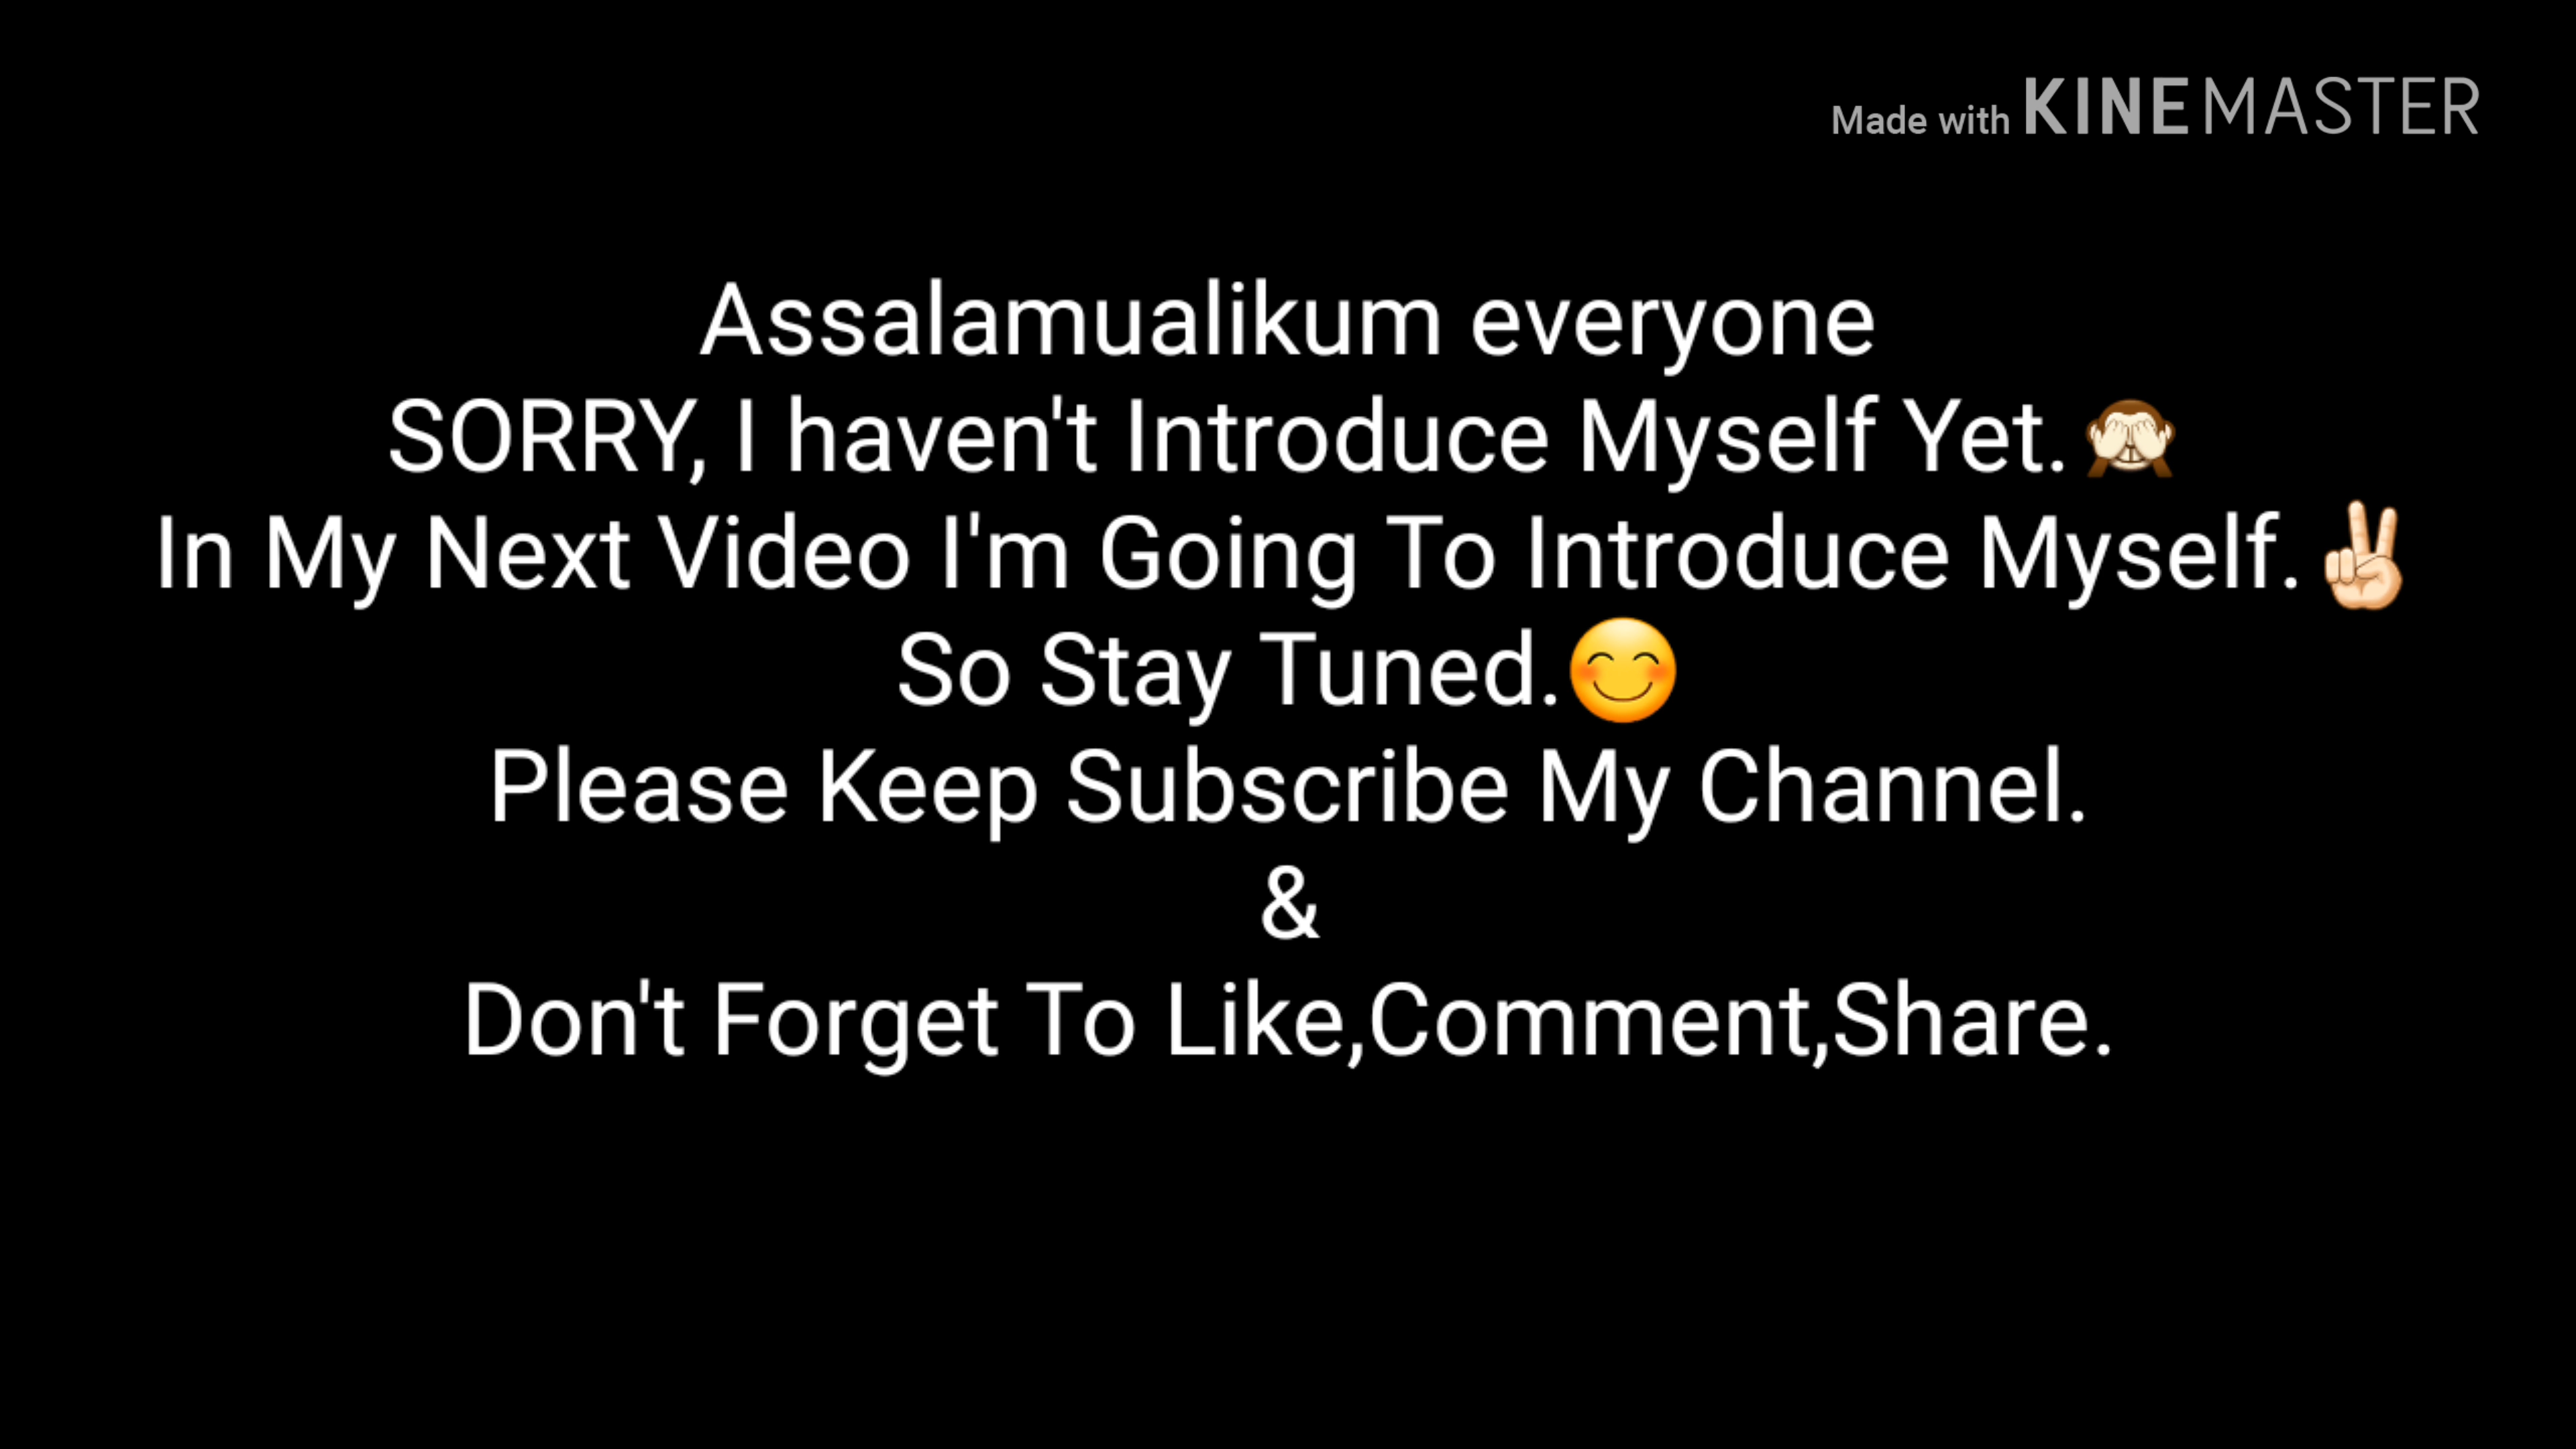 Made with KINEMASTER
Assalamualikum everyone
SORRY, I haven't Introduce Myself Yet.🙈
In My Next Video I'm Going To Introduce Myself.✌🏻
So Stay Tuned.😊
Please Keep Subscribe My Channel.
&
Don't Forget To Like,Comment,Share.